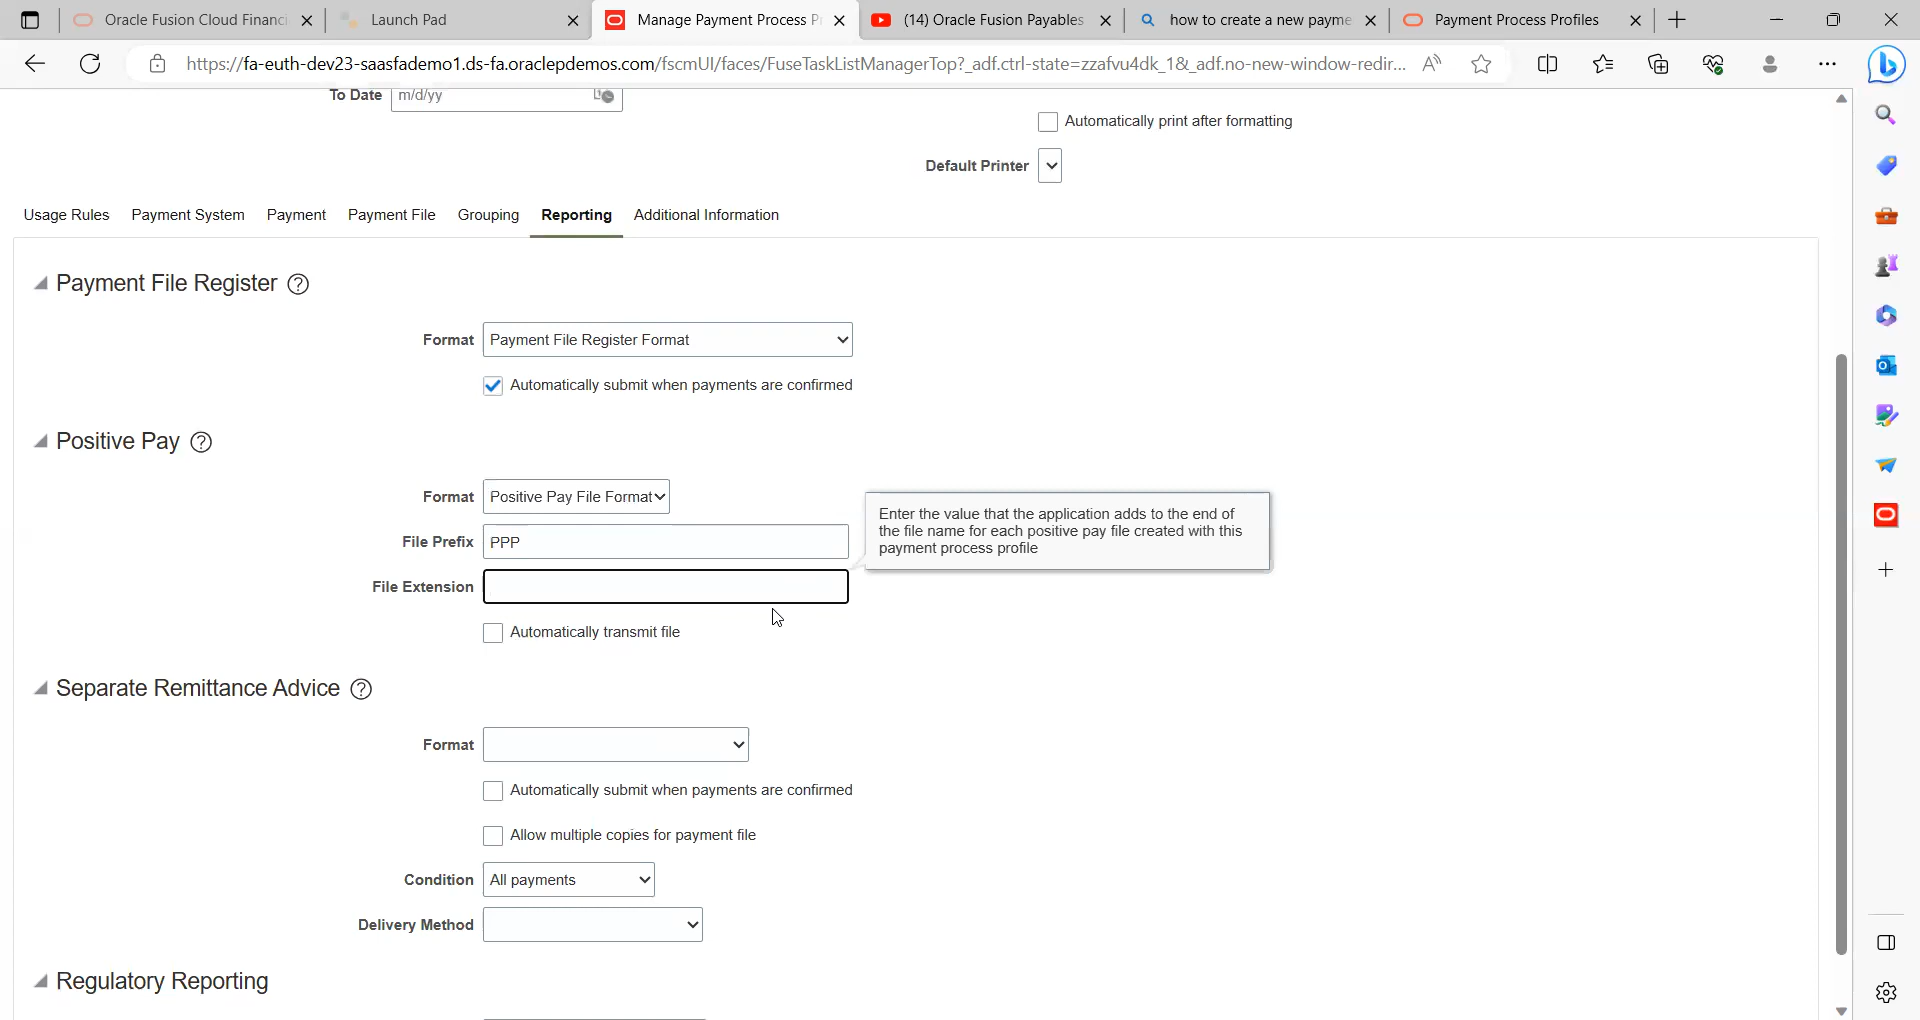 Oracle Fusion Cloud Financi
Launch Pad
Manage Payment Process P
(14) Oracle Fusion Payables
how to create a new payme
Payment Process Profiles
https://fa-euth-dev23-saasfademo1.ds-fa.oraclepdemos.com/fscmUI/faces/FuseTaskListManagerTop?_adf.ctrl-state=zzafvu4dk_1&_adf.no-new-window-redir...
To Date m/d/yy
Automatically print after formatting
Default Printer
Usage Rules Payment System Payment Payment File Grouping Reporting Additional Information
Payment File Register
Format Payment File Register Format
Automatically submit when payments are confirmed
Positive Pay
Format Positive Pay File Format
File Prefix PPP
File Extension
Enter the value that the application adds to the end of
the file name for each positive pay file created with this
payment process profile
Automatically transmit file
Separate Remittance Advice
Format
Automatically submit when payments are confirmed
Allow multiple copies for payment file
Condition All payments
Delivery Method
Regulatory Reporting